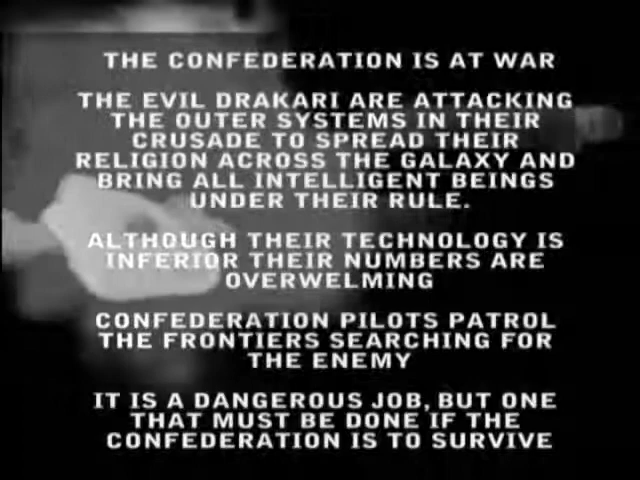 THE CONFEDERATION IS AT WAR
THE EVIL DRAKARI ARE ATTACKING
THE OUTER SYSTEMS IN THEIR
CRUSADE TO SPREAD THEIR
RELIGION ACROSS THE GALAXY AND
BRING ALL INTELLIGENT BEINGS
UNDER THEIR RULE.
ALTHOUGH THEIR TECHNOLOGY IS
INFERIOR THEIR NUMBERS ARE
OVERWELMING
CONFEDERATION PILOTS PATROL
THE FRONTIERS SEARCHING FOR
THE ENEMY
IT IS A DANGEROUS JOB, BUT ONE
THAT MUST BE DONE IF THE
CONFEDERATION IS TO SURVIVE